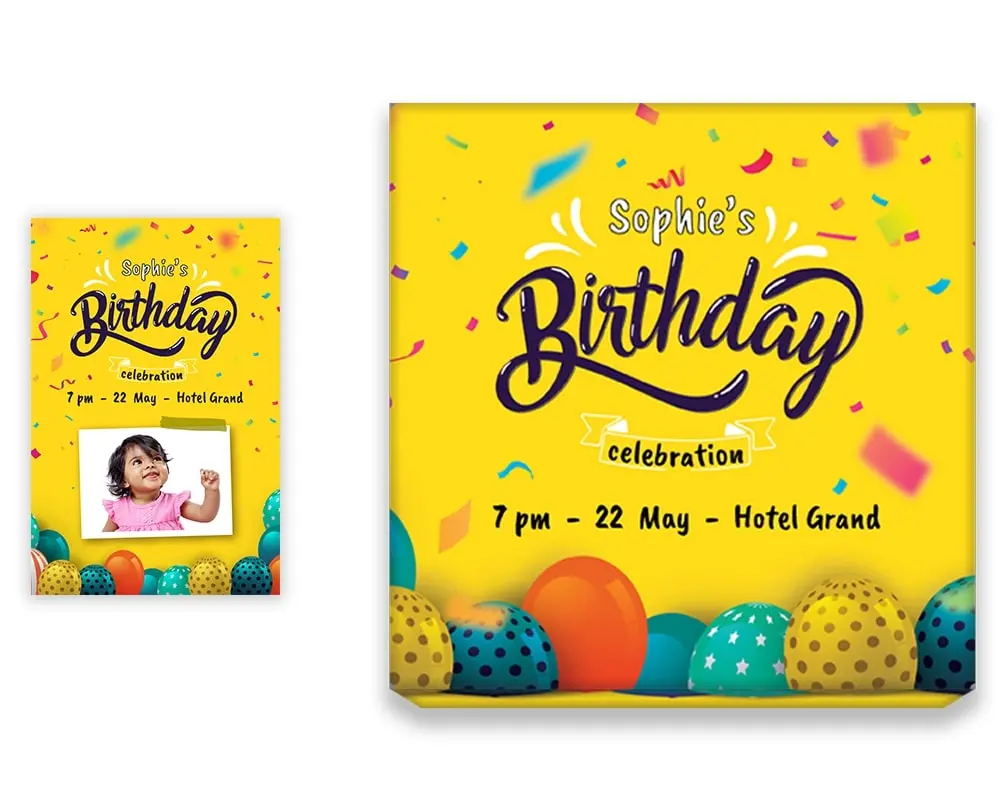 Sophie's
Birthday
celebration
7 pm - 22 May - Hotel Grand
Sophie's
Birthday
celebration
7 pm - 22 May - Hotel Grand